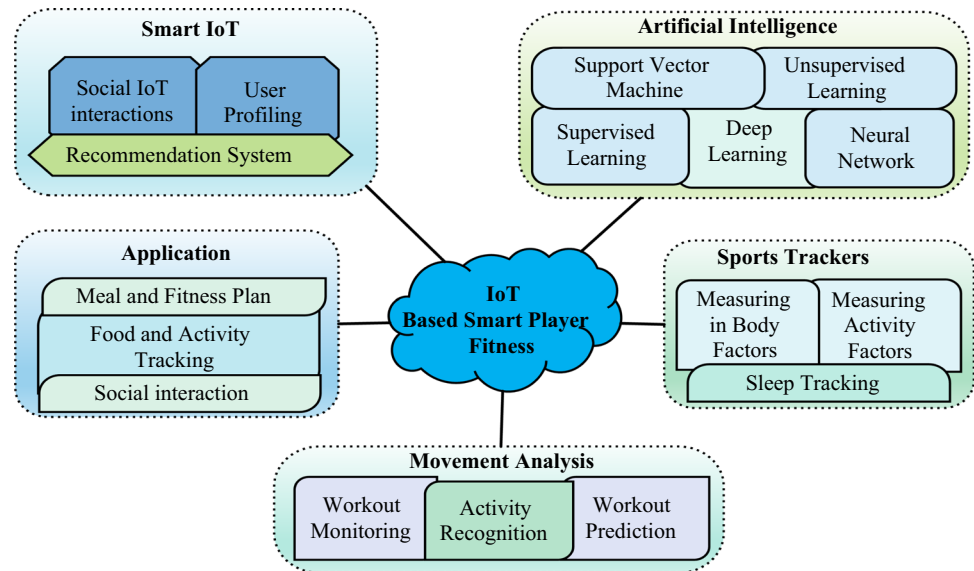 Smart IoT
Social IoT
interactions
User
Profiling
Recommendation System
Artificial Intelligence
Support Vector
Machine
Unsupervised
Learning
Supervised
Learning
Deep
Learning
Neural
Network
Application
Meal and Fitness Plan
Food and Activity
Tracking
Social interaction
IoT
Based Smart Player
Fitness
Sports Trackers
Measuring
in Body
Factors
Measuring
Activity
Factors
Sleep Tracking
Movement Analysis
Workout
Monitoring
Activity
Recognition
Workout
Prediction